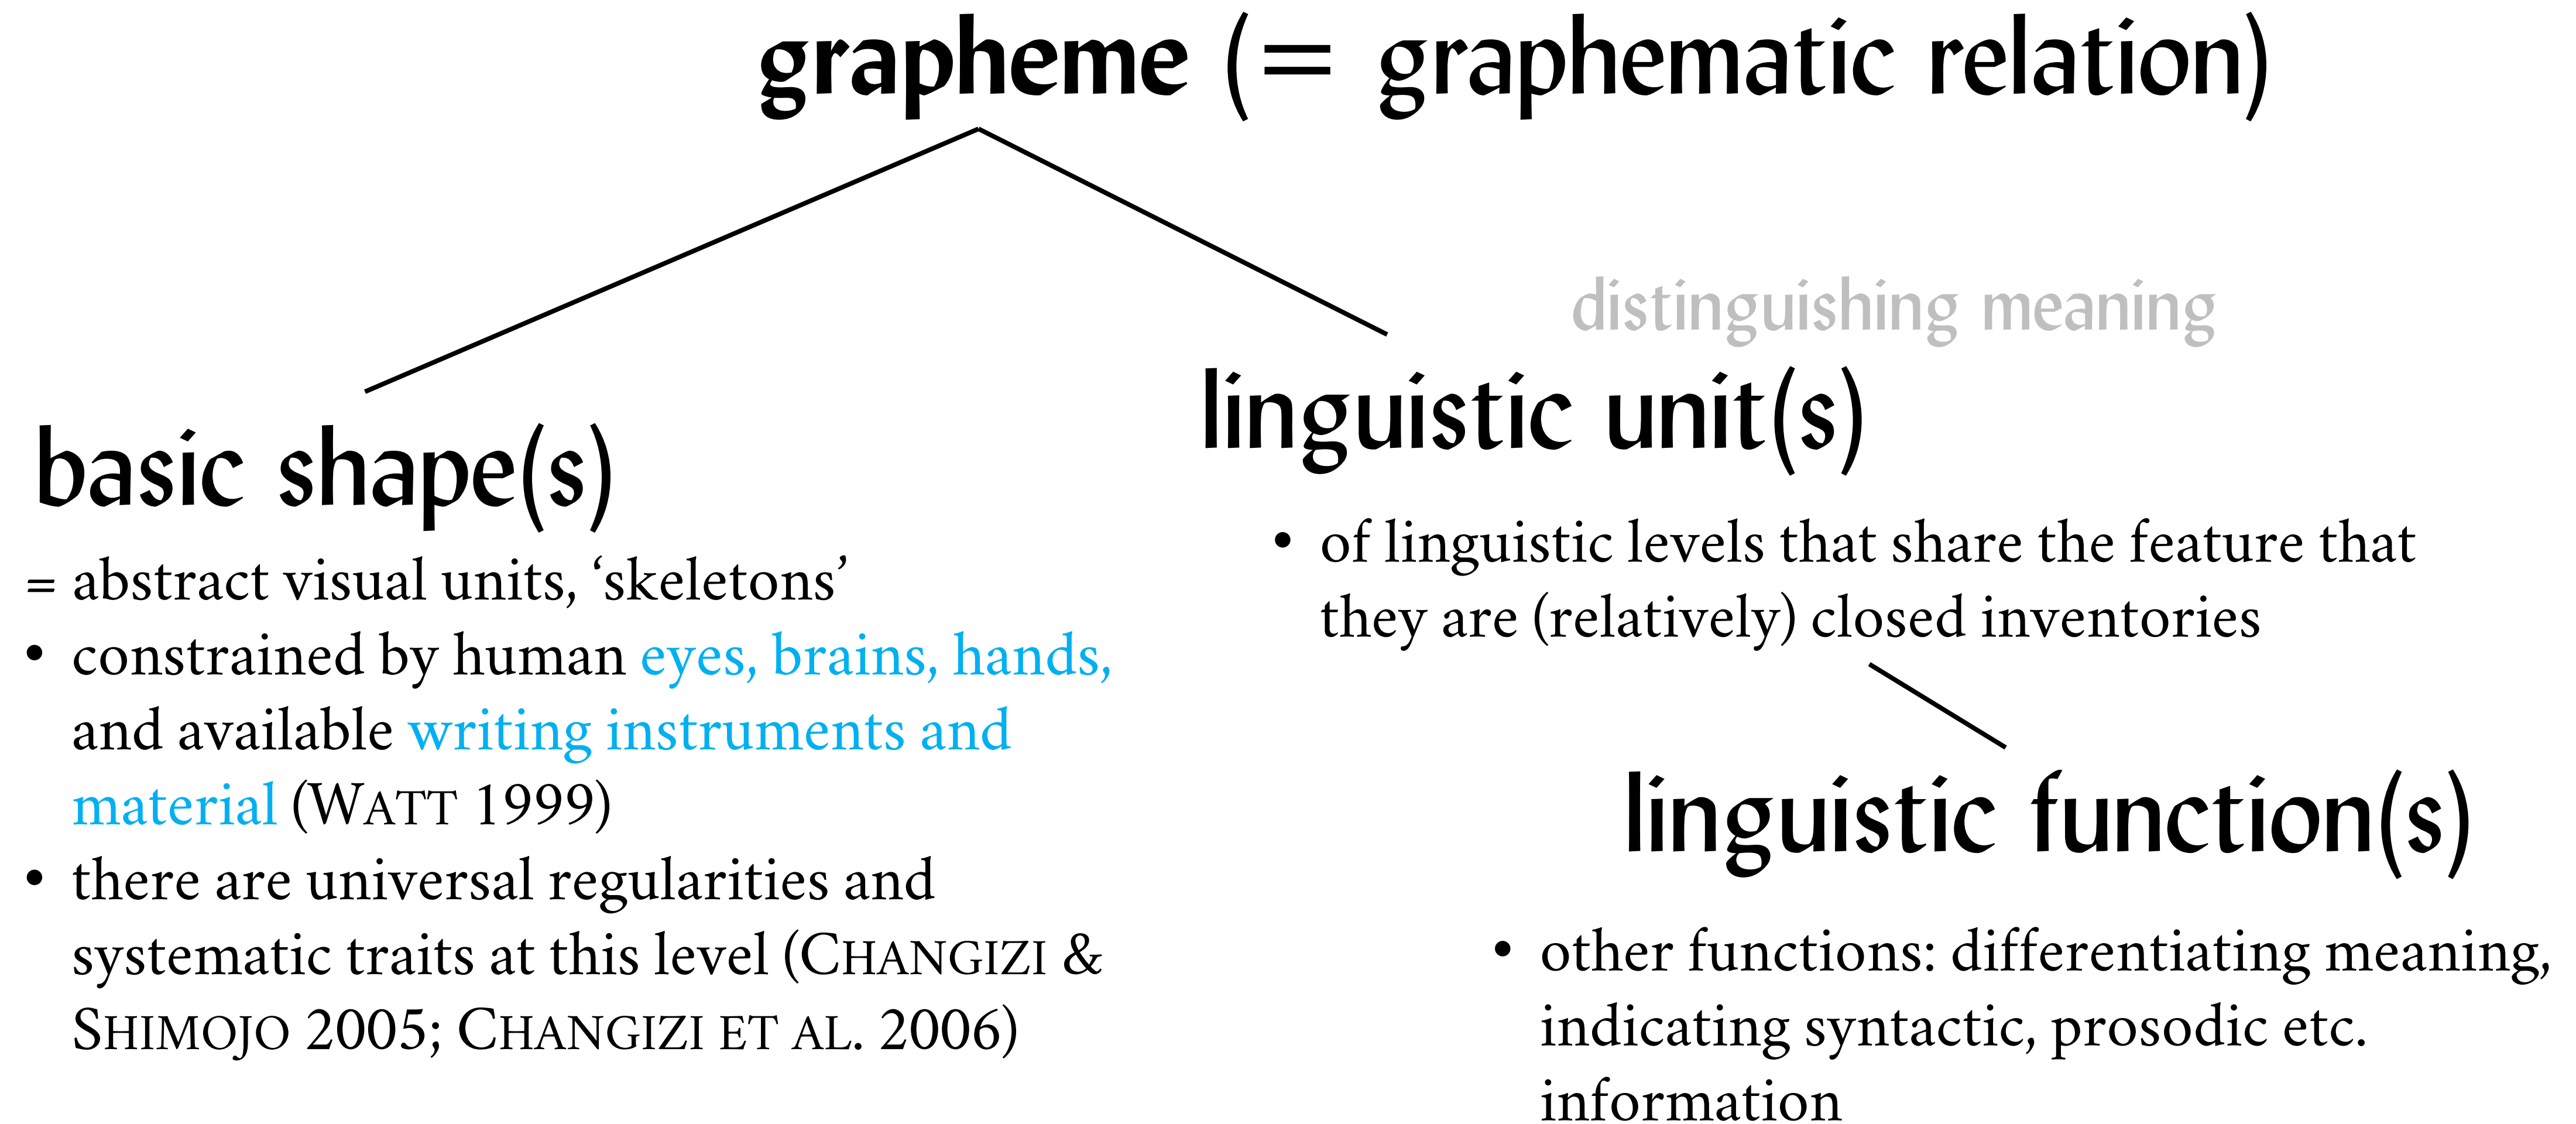 grapheme (= graphematic relation)
basic shape(s)
= abstract visual units, ‘skeletons’
• constrained by human eyes, brains, hands,
and available writing instruments and
material (WATT 1999)
• there are universal regularities and
systematic traits at this level (CHANGIZI &
SHIMOJO 2005; CHANGIZI ET AL. 2006)
distinguishing meaning
linguistic unit(s)
• of linguistic levels that share the feature that
they are (relatively) closed inventories
linguistic function(s)
• other functions: differentiating meaning,
indicating syntactic, prosodic etc.
information